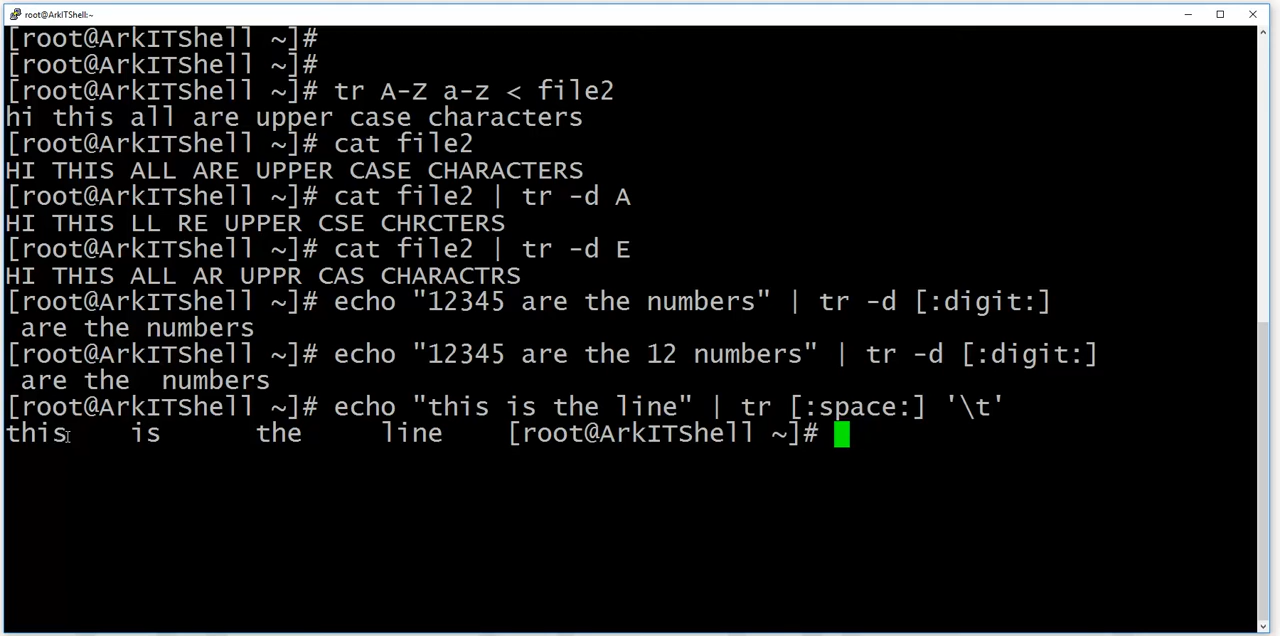 root@ArkITShell:~
[root@ArkITShell ~]#
[root@ArkITShell ~]#
[root@ArkITShell ~]# tr A-Z a-z < file2
hi this all are upper case characters
[root@ArkITShell ~]# cat file2
HI THIS ALL ARE UPPER CASE CHARACTERS
[root@ArkITShell ~]# cat file2 | tr -d A
HI THIS LL RE UPPER CSE CHRCTERS
[root@ArkITShell ~]# cat file2 | tr -d E
HI THIS ALL AR UPPR CAS CHARACTRS
[root@ArkITShell ~]# echo "12345 are the numbers" | tr -d [:digit:]
 are the numbers
[root@ArkITShell ~]# echo "12345 are the 12 numbers" | tr -d [:digit:]
 are the  numbers
[root@ArkITShell ~]# echo "this is the line" | tr [:space:] '\t'
this    is      the     line    [root@ArkITShell ~]#